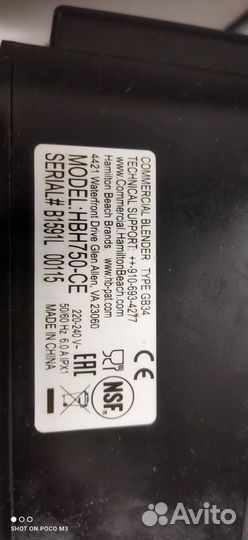 COMMERCIAL BLENDER TYPE GB34
TECHNICAL SUPPORT: ++-910-693-4277
www.Commercial.HamiltonBeach.com
Hamilton Beach www.hb-pat.com
4421 Waterfront Drive Glen Allen, VA 23060
MODEL:HBH750-CE
SERIAL# B1591L 00115
220-240 V~
50/60 Hz 6.0 A IPX1
MADE IN CHINA
EAC
NSF
CE
SHOT ON POCO M3
Avito